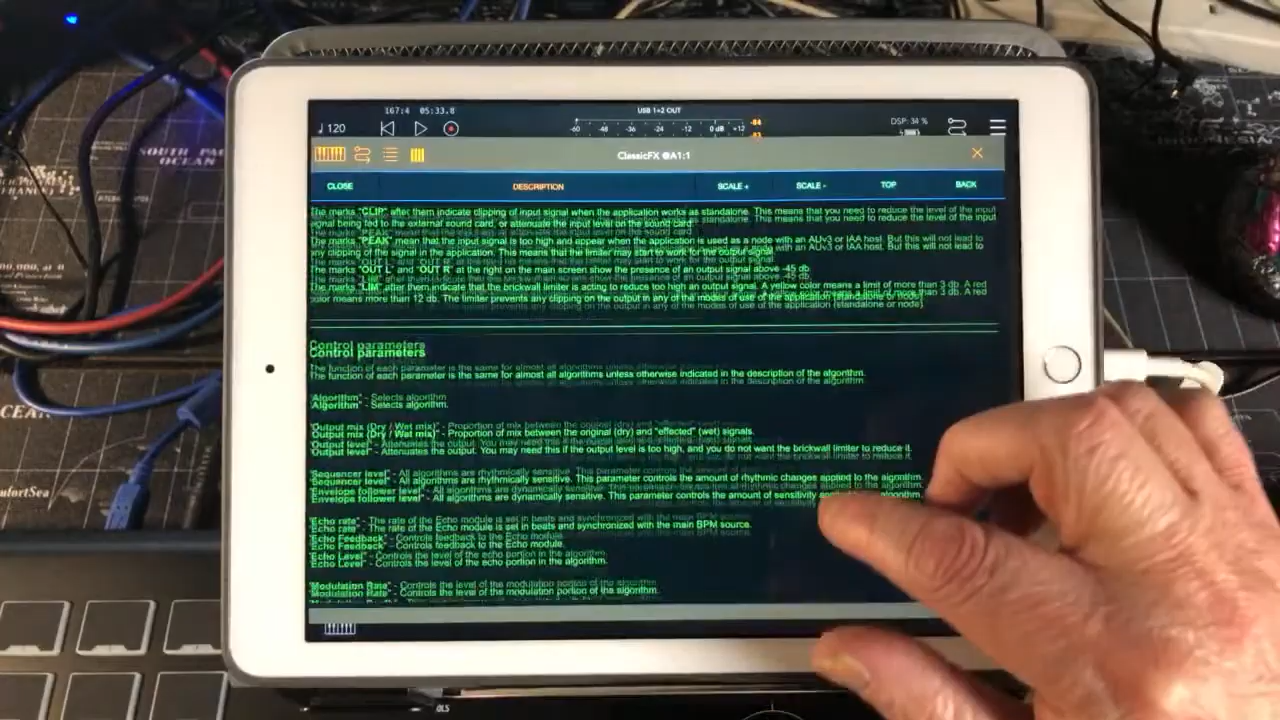 SOUTH PA
OCEAN
INDONESIA
167:4 05:33.8
USB 1+2 OUT
♩ 120
-60 -48 -36 -24 -12 0 dB +12
DSP: 34 %
ClassicFX @A1:1
CLOSE DESCRIPTION SCALE + SCALE - TOP BACK
The marks "CLIP" after them indicate clipping of input signal when the application works as standalone. This means that you need to reduce the level of the input
signal being fed to the external sound card, or attenuate the input level on the sound card.
The marks "PEAK" mean that the input signal is too high and appear when the application is used as a node with an AUv3 or IAA host. But this will not lead to
any clipping of the input signal. This means that the limiter may start to work for the output signal.
The marks "OUT L" and "OUT R" at the right on the main screen show the presence of an output signal above -45 db.
The marks "LIM" after them indicate that the brickwall limiter is acting to reduce too high an output signal. A yellow color means a limit of more than 3 db. A red
color means more than 12 db. The limiter prevents any clipping on the output in any of the modes of use of the application (standalone or node).
Control parameters
The function of each parameter is the same for almost all algorithms unless otherwise indicated in the description of the algorithm.
"Algorithm" - Selects algorithm.
"Output mix (Dry / Wet mix)" - Proportion of mix between the original (dry) and "effected" (wet) signals.
"Output level" - Attenuates the output. You may need this if the output level is too high, and you do not want the brickwall limiter to reduce it.
"Sequencer level" - All algorithms are rhythmically sensitive. This parameter controls the amount of rhythmic changes applied to the algorithm.
"Envelope follower level" - All algorithms are dynamically sensitive. This parameter controls the amount of sensitivity applied to the algorithm.
"Echo rate" - The rate of the Echo module is set in beats and synchronized with the main BPM source.
"Echo Feedback" - Controls feedback to the Echo module.
"Echo Level" - Controls the level of the echo portion in the algorithm.
"Modulation Rate" - Controls the level of the modulation portion of the algorithm.